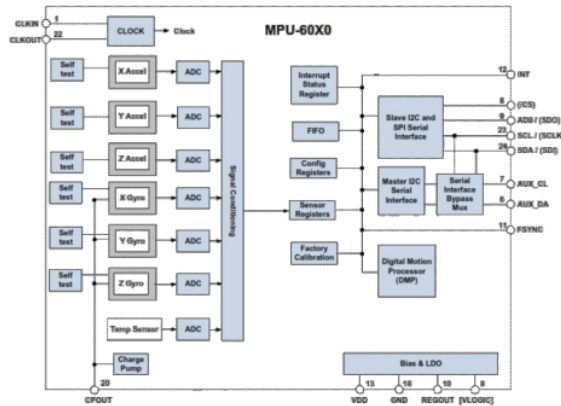 CLKIN 1
CLKOUT 22
CLOCK
Clock
MPU-60X0
Self test
X Accel
ADC
Self test
Y Accel
ADC
Self test
Z Accel
ADC
Self test
X Gyro
ADC
Self test
Y Gyro
ADC
Self test
Z Gyro
ADC
Temp Sensor
ADC
Charge Pump
20
CPOUT
Signal Conditioning
Interrupt Status Register
FIFO
Config Registers
Sensor Registers
Factory Calibration
Slave I2C and SPI Serial Interface
Master I2C Serial Interface
Serial Interface Bypass Mux
Digital Motion Processor (DMP)
12 INT
8 (/CS)
9 AD0 / (SDO)
23 SCL / (SCLK
24 SDA / (SDI)
7 AUX_CL
6 AUX_DA
11 FSYNC
Bias & LDO
13 18 10 8
VDD GND REGOUT [VLOGIC]